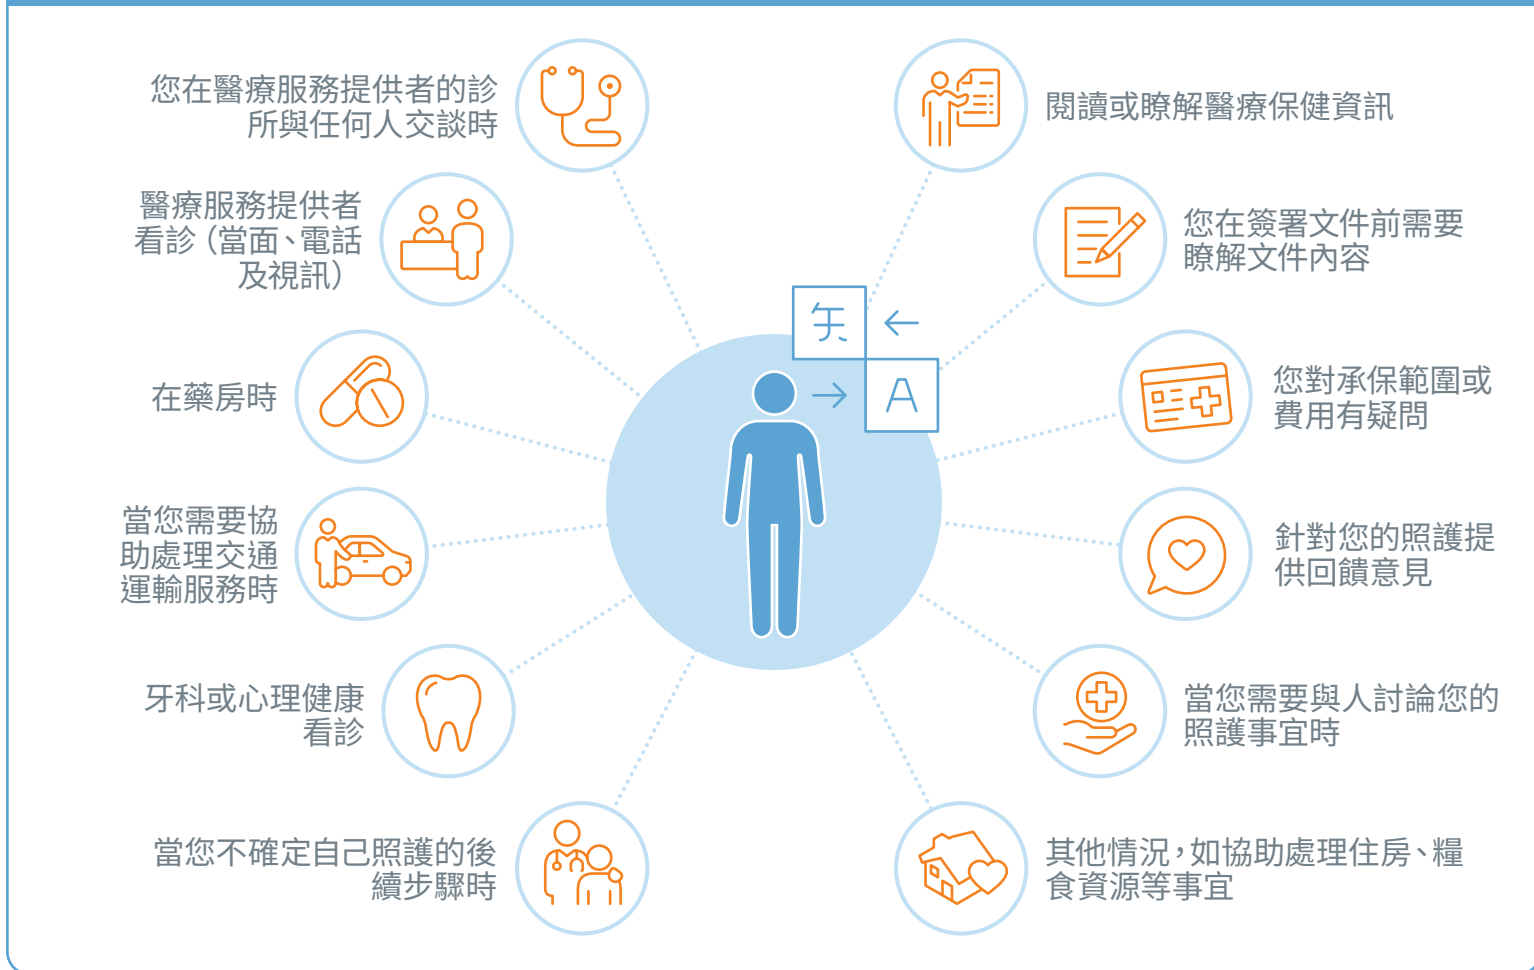 您在醫療服務提供者的診
所與任何人交談時
醫療服務提供者
看診（當面、電話
及視訊）
在藥房時
當您需要協
助處理交通
運輸服務時
牙科或心理健康
看診
當您不確定自己照護的後
續步驟時
A
閱讀或瞭解醫療保健資訊
您在簽署文件前需要
瞭解文件內容
您對承保範圍或
費用有疑問
針對您的照護提
供回饋意見
當您需要與人討論您的
照護事宜時
其他情況，如協助處理住房、糧
食資源等事宜